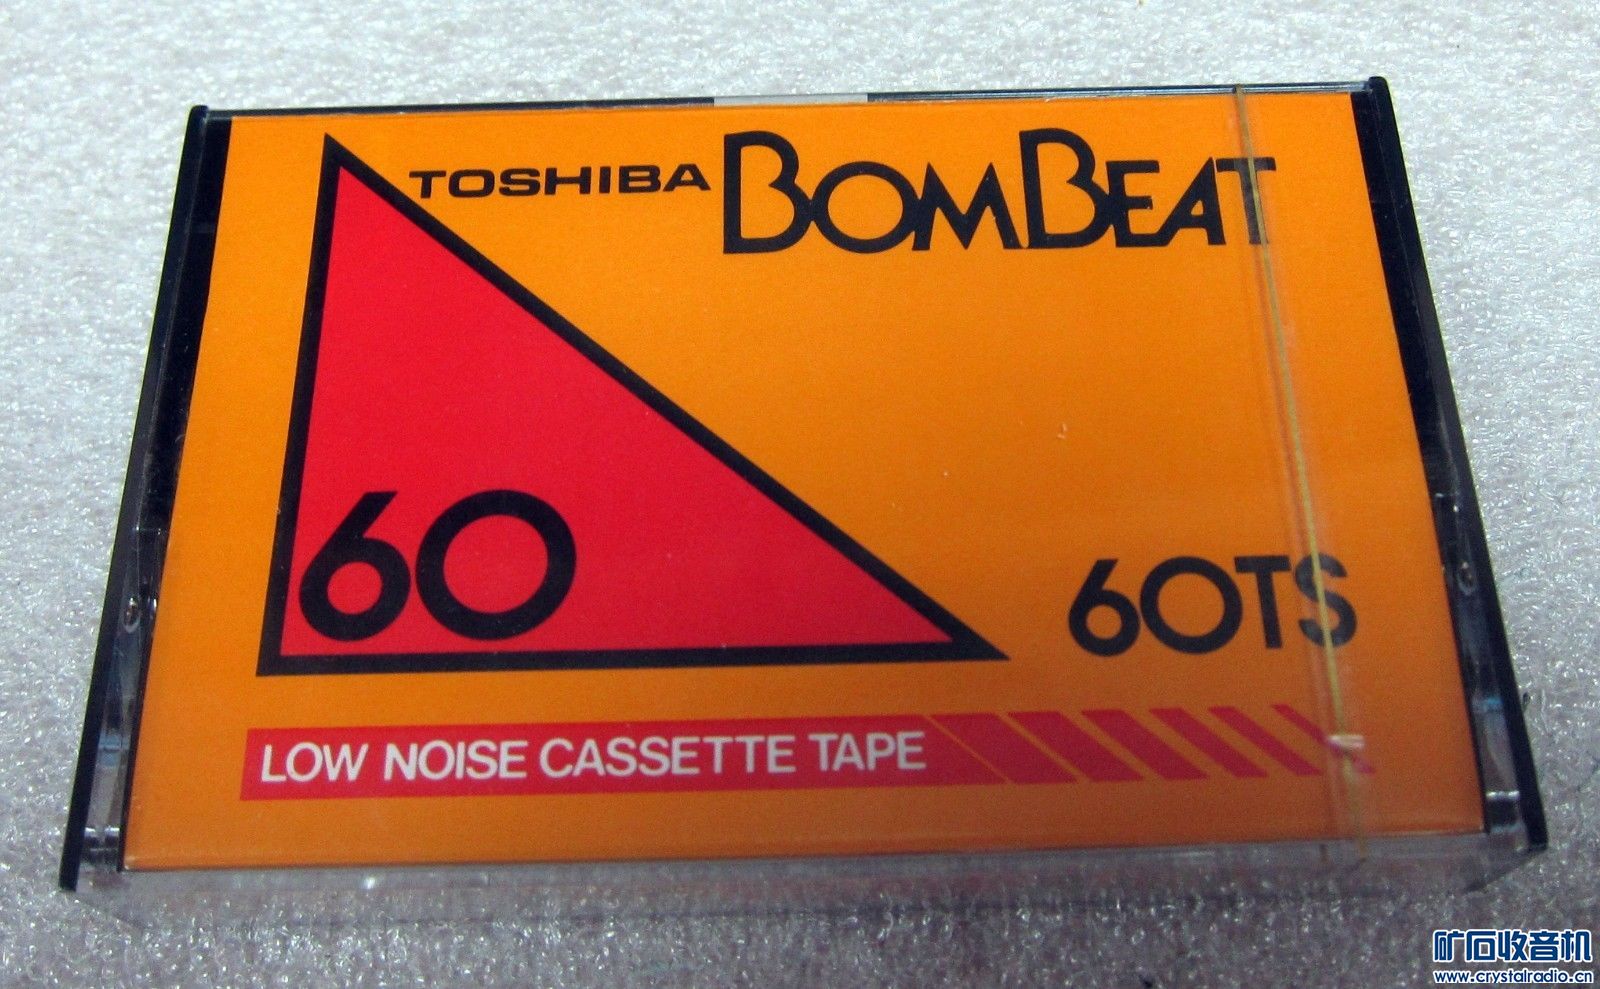 TOSHIBA BOMBEAT
60
60TS
LOW NOISE CASSETTE TAPE
矿石收音机
www.crystalradio.cn